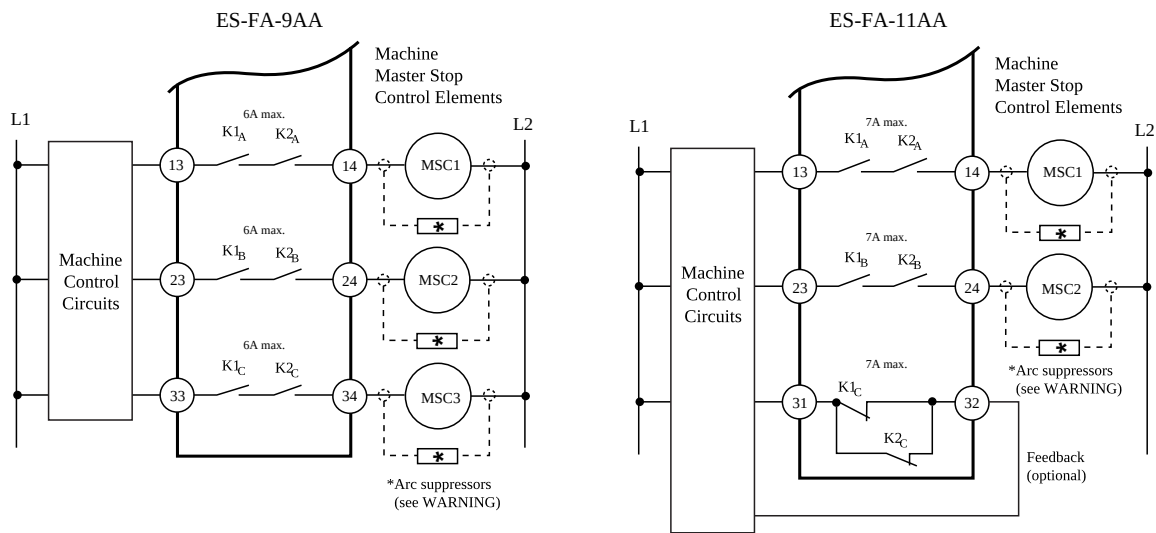 ES-FA-9AA
Machine
Master Stop
Control Elements
L1
L2
6A max.
K1A K2A
13
14
MSC1
*
6A max.
K1B K2B
Machine
Control
Circuits
23
24
MSC2
*
6A max.
K1C K2C
33
34
MSC3
*
*Arc suppressors
(see WARNING)
ES-FA-11AA
Machine
Master Stop
Control Elements
L1
L2
7A max.
K1A K2A
13
14
MSC1
*
7A max.
K1B K2B
Machine
Control
Circuits
23
24
MSC2
*
*Arc suppressors
(see WARNING)
7A max.
K1C
31
32
K2C
Feedback
(optional)